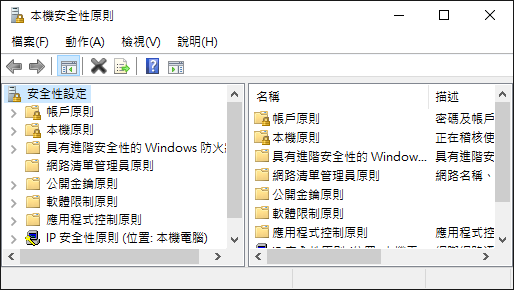 本機安全性原則
檔案(F) 動作(A) 檢視(V) 說明(H)
安全性設定
帳戶原則
本機原則
具有進階安全性的 Windows 防火
網路清單管理員原則
公開金鑰原則
軟體限制原則
應用程式控制原則
IP 安全性原則 (位置: 本機電腦)
名稱 描述
帳戶原則 密碼及帳戶
本機原則 正在稽核使
具有進階安全性的 Windows... 具有進階安
網路清單管理員原則 網路名稱、
公開金鑰原則
軟體限制原則
應用程式控制原則 應用程式控